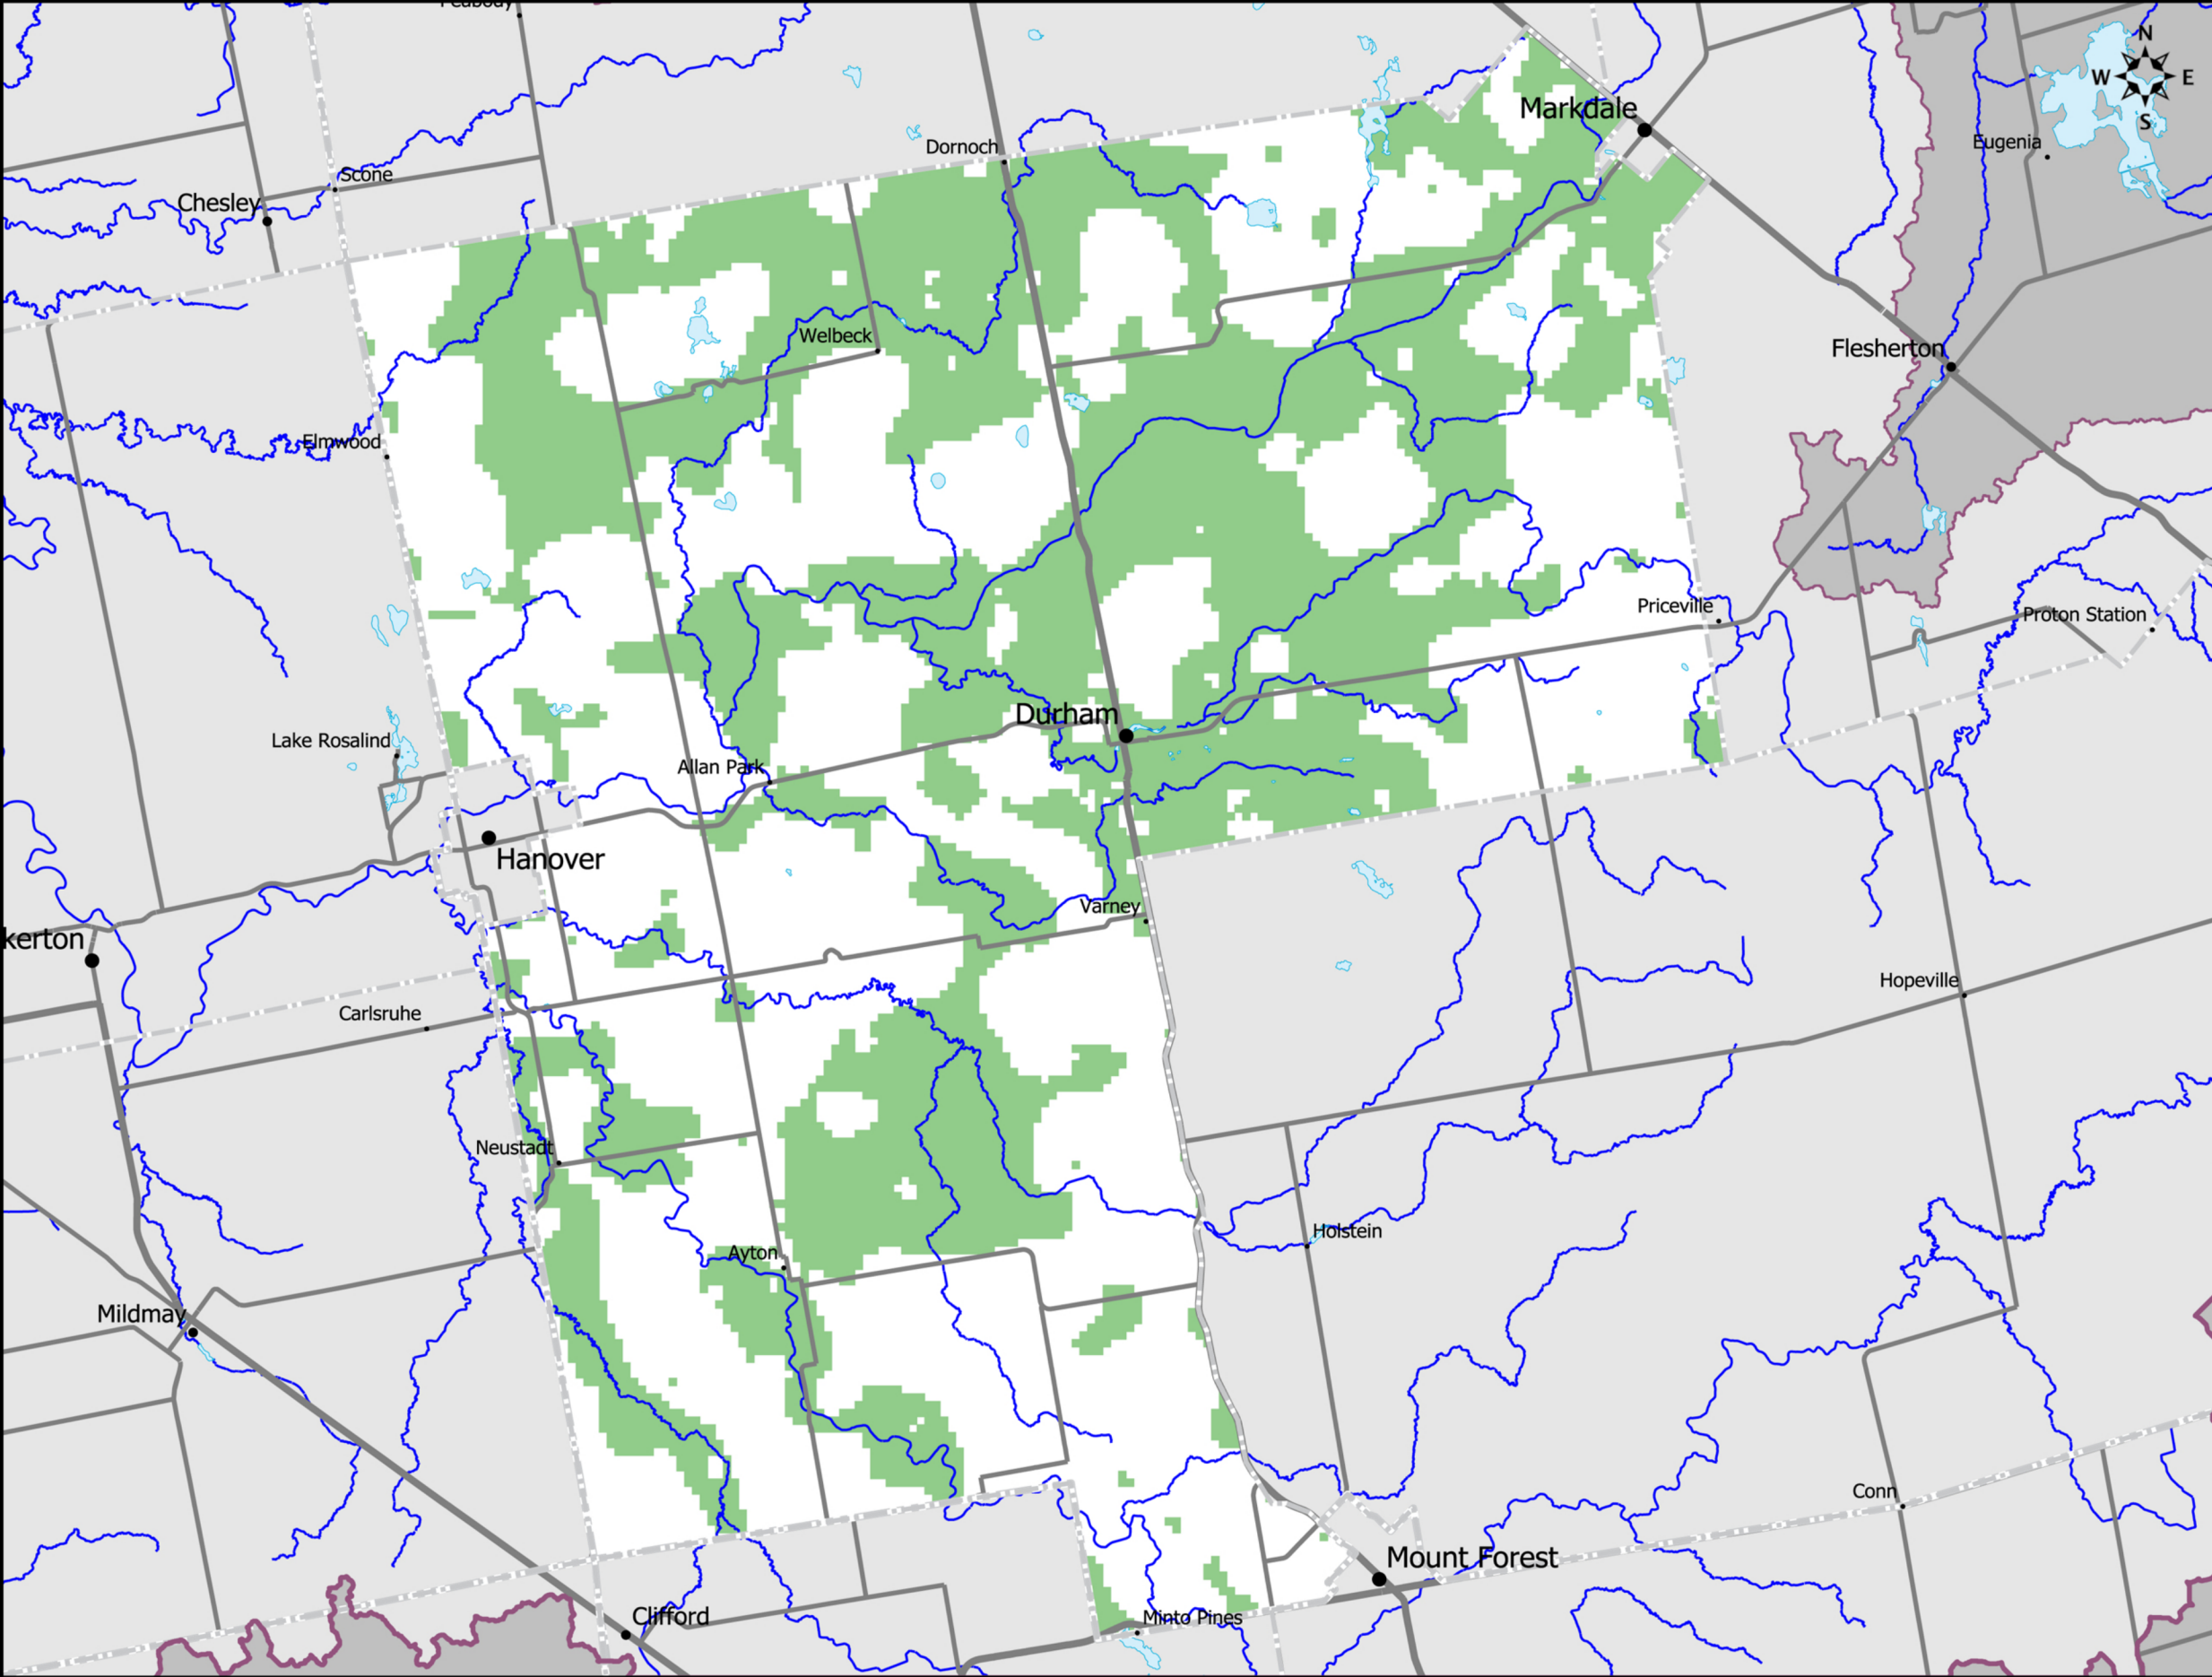 Peabody
N
W E
S
Markdale
Eugenia
Dornoch
Scone
Chesley
Welbeck
Flesherton
Elmwood
Priceville
Proton Station
Durham
Lake Rosalind
Allan Park
Hanover
Varney
kerton
Hopeville
Carlsruhe
Neustadt
Holstein
Ayton
Mildmay
Conn
Mount Forest
Clifford
Minto Pines